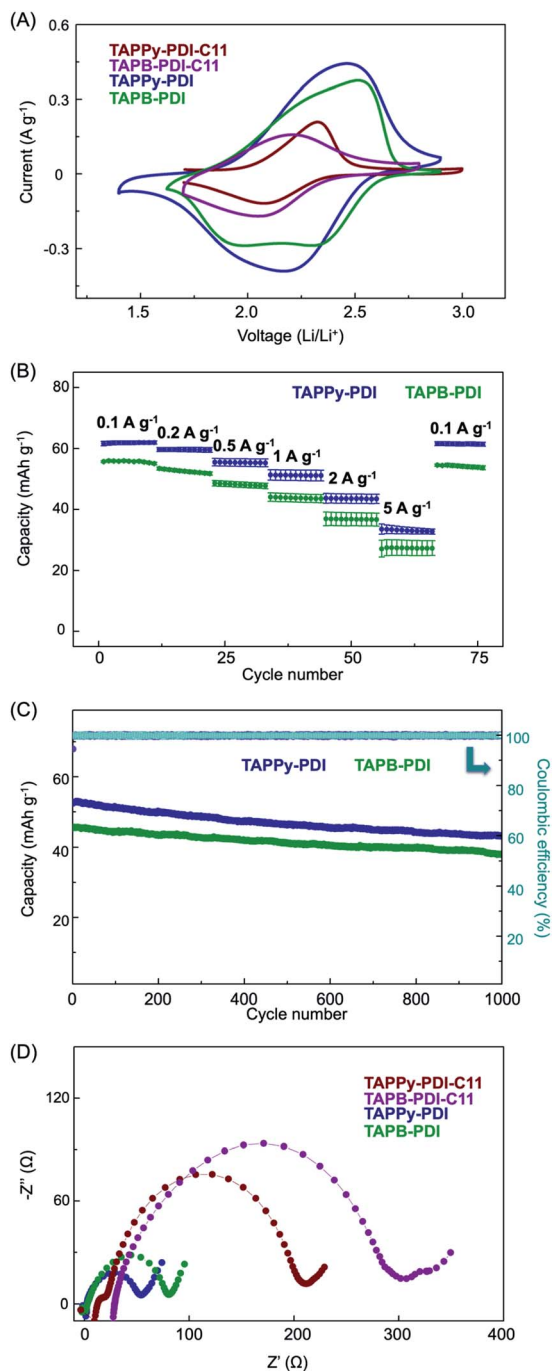 (A)
0.6
TAPPy-PDI-C11
TAPB-PDI-C11
TAPPy-PDI
TAPB-PDI
0.3
0
-0.3
Current (A g⁻¹)
1.5 2.0 2.5 3.0
Voltage (Li/Li⁺)
(B)
80
TAPPy-PDI TAPB-PDI
0.1 A g⁻¹ 0.2 A g⁻¹ 0.5 A g⁻¹ 1 A g⁻¹ 2 A g⁻¹ 5 A g⁻¹ 0.1 A g⁻¹
60
40
20
0
Capacity (mAh g⁻¹)
0 25 50 75
Cycle number
(C)
TAPPy-PDI TAPB-PDI
60
40
20
Capacity (mAh g⁻¹)
100
80
60
40
20
Coulombic efficiency
(%)
0 200 400 600 800 1000
Cycle number
(D)
TAPPy-PDI-C11
TAPB-PDI-C11
TAPPy-PDI
TAPB-PDI
120
60
0
-Z'' (Ω)
0 100 200 300 400
Z' (Ω)